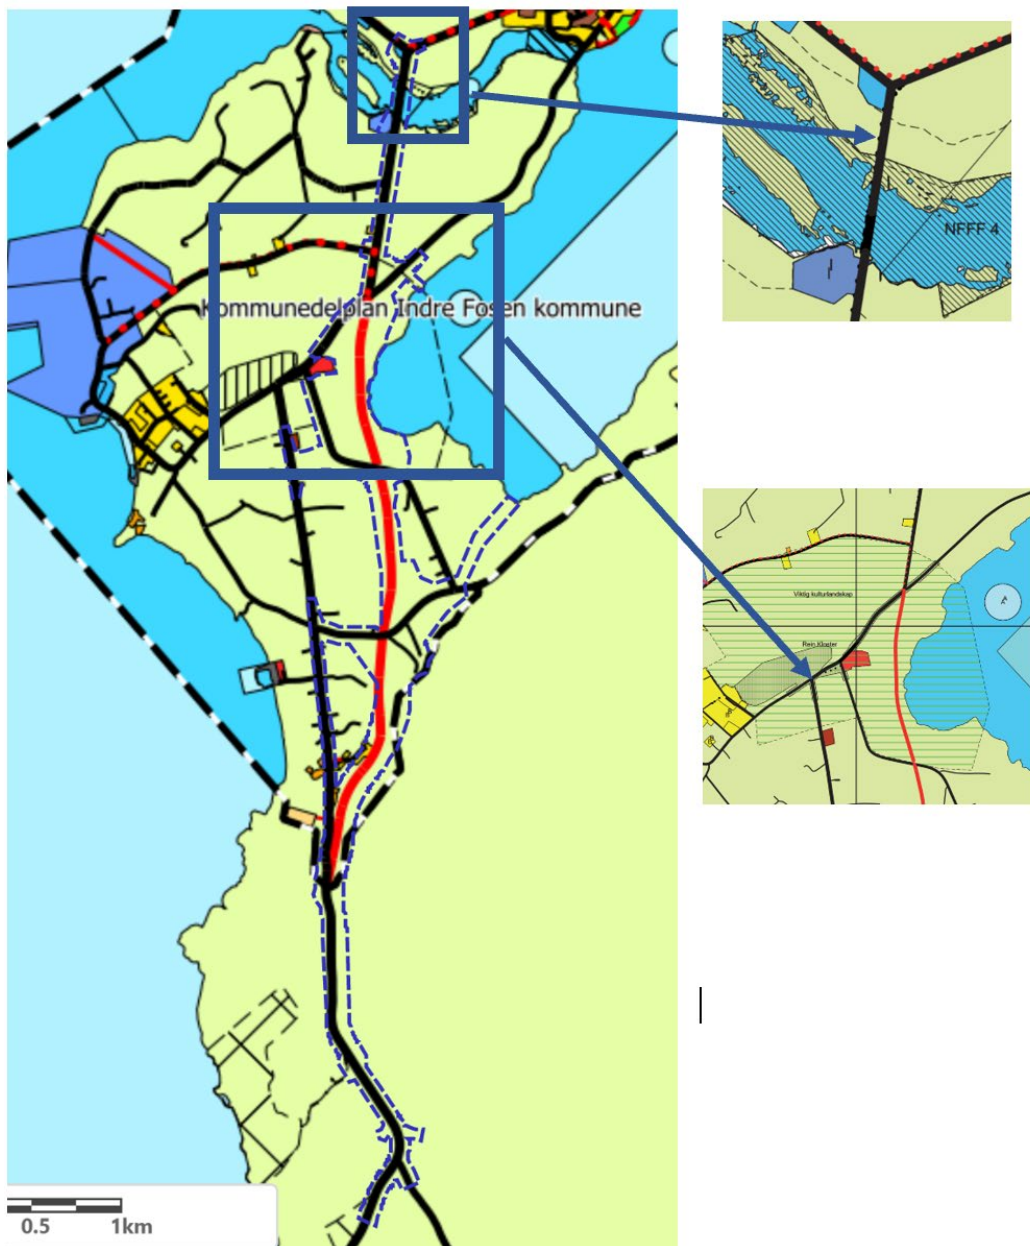 NFFF 4
Kommunedelplan Indre Fosen kommune
Viktig kulturlandskap
Rein Kloster
0.5 1km